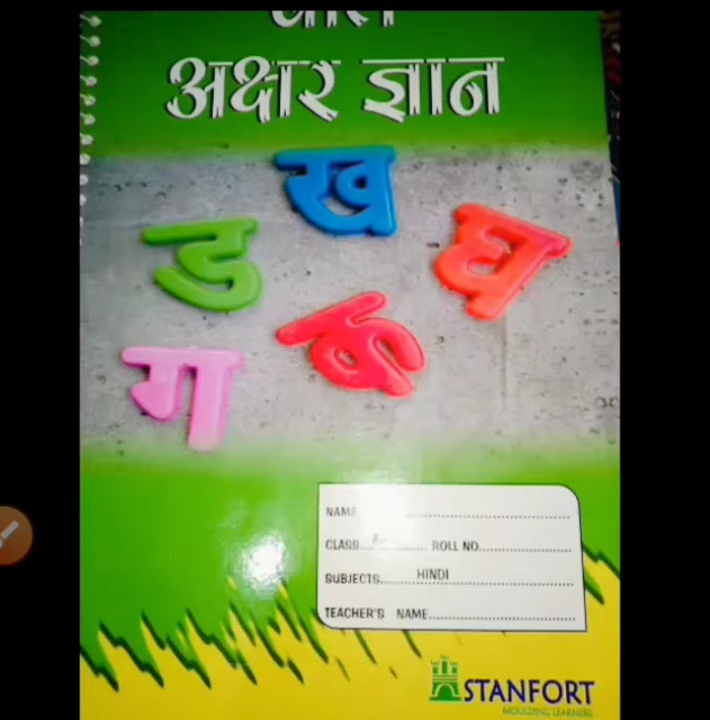 बाल
अक्षर ज्ञान
ख
ड
घ
क
ग
NAME
CLASS ROLL NO.
SUBJECTS HINDI
TEACHER'S NAME
STANFORT
MOULDING LEARNERS